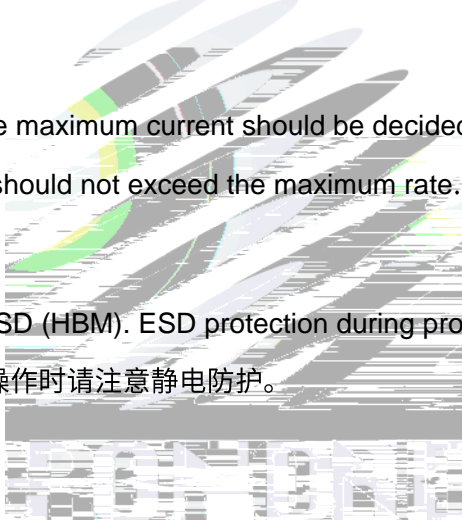 maximum current should be decided
should not exceed the maximum rate.
SD (HBM). ESD protection during pro
操作时请注意静电防护。